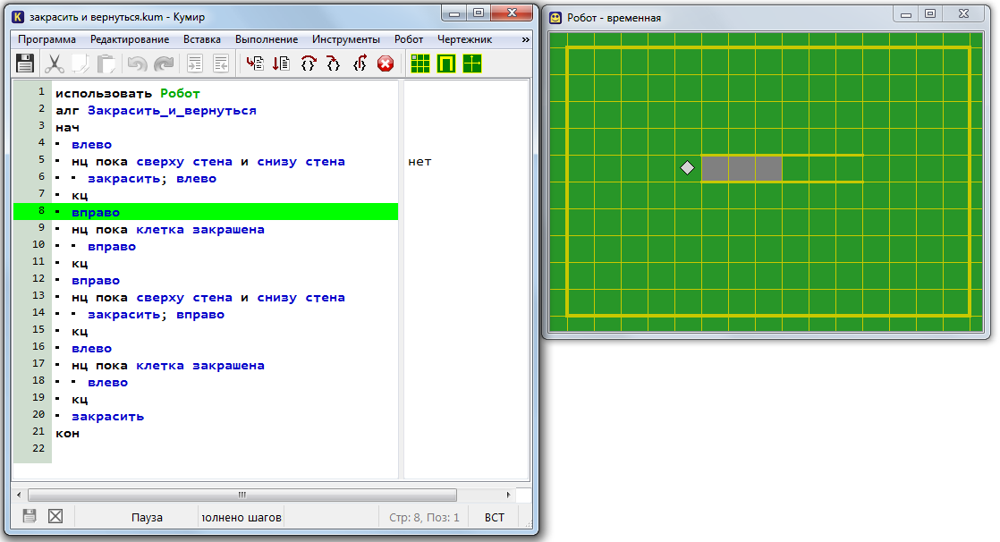 закрасить и вернуться.kum - Кумир
Программа Редактирование Вставка Выполнение Инструменты Робот Чертежник »
1 использовать Робот
2 алг Закрасить_и_вернуться
3 нач
4 влево
5 нц пока сверху стена и снизу стена нет
6 закрасить; влево
7 кц
8 вправо
9 нц пока клетка закрашена
10 вправо
11 кц
12 вправо
13 нц пока сверху стена и снизу стена
14 закрасить; вправо
15 кц
16 влево
17 нц пока клетка закрашена
18 влево
19 кц
20 закрасить
21 кон
22
Пауза полнено шагов Стр: 8, Поз: 1 ВСТ
Робот - временная